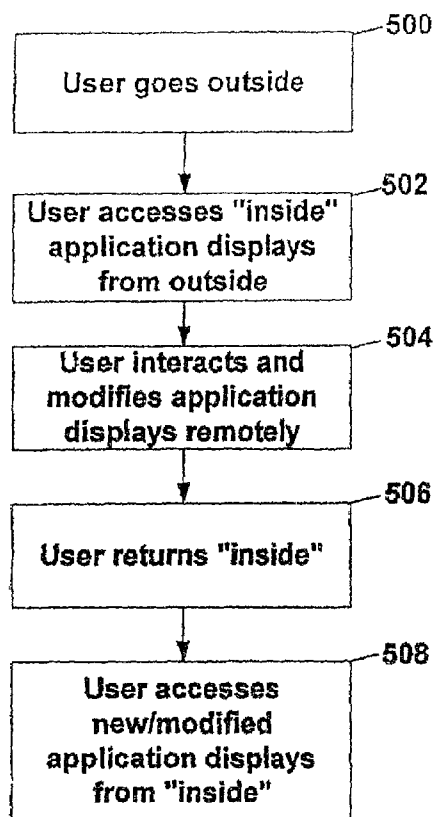 500
User goes outside
502
User accesses "inside"
application displays
from outside
504
User interacts and
modifies application
displays remotely
506
User returns "inside"
508
User accesses
new/modified
application displays
from "inside"